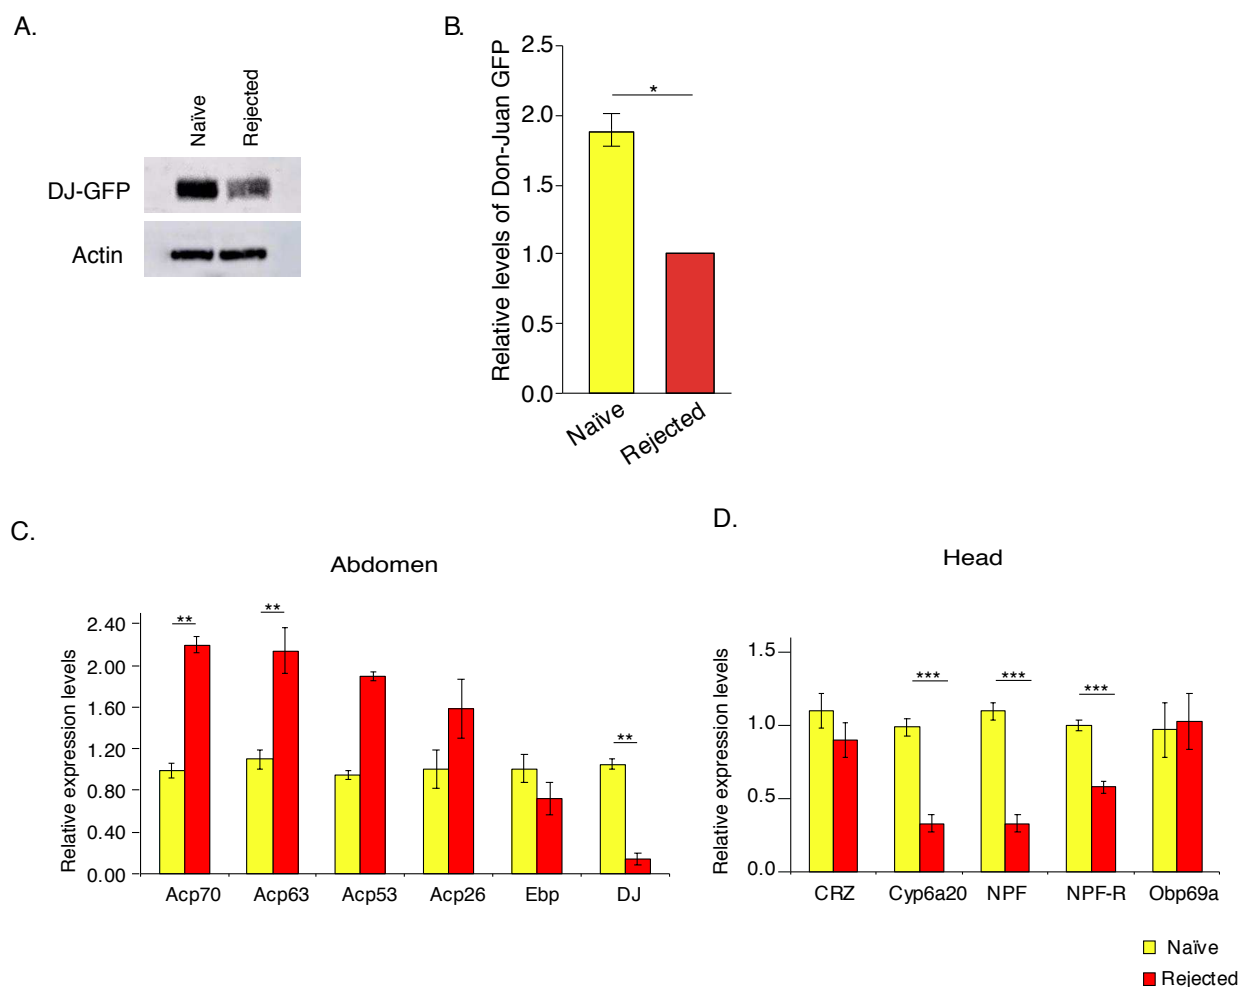 A.
Naïve
Rejected
DJ-GFP
Actin
B.
Relative levels of Don-Juan GFP
2.5
2.0
1.5
1.0
0.5
0.0
*
Naïve
Rejected
C.
Abdomen
Relative expression levels
2.40
2.00
1.60
1.20
0.80
0.40
0.00
**
**
**
Acp70 Acp63 Acp53 Acp26 Ebp DJ
D.
Head
Relative expression levels
1.5
1.0
0.5
0.0
*** *** ***
CRZ Cyp6a20 NPF NPF-R Obp69a
Naïve
Rejected